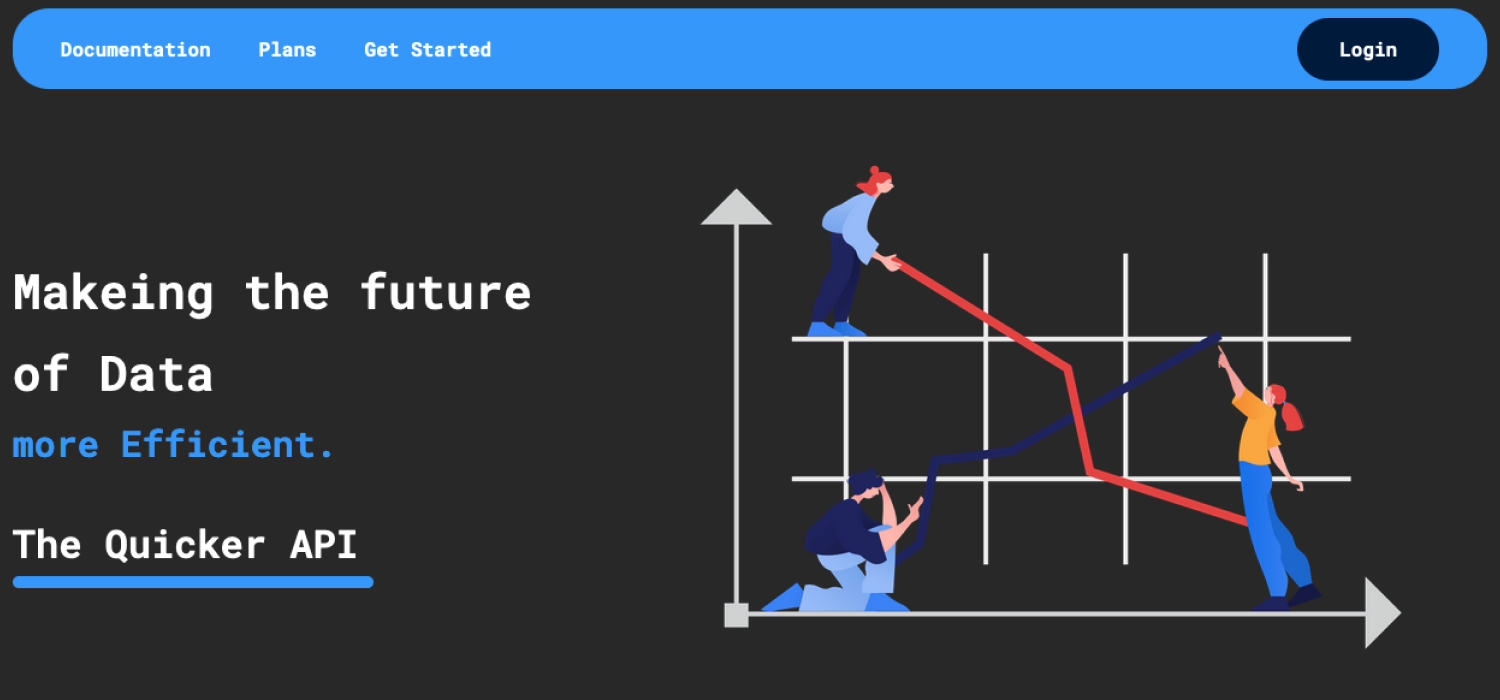 Documentation Plans Get Started Login
Makeing the future
of Data
more Efficient.
The Quicker API